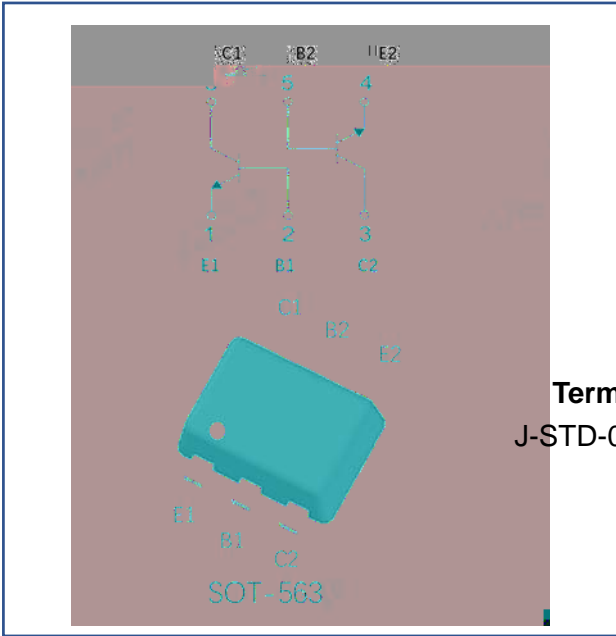 C1 B2 E2
5 4
1 2 3
E1 B1 C2
C1
B2
E2
Term
J-STD-0
E1
B1
C2
SOT-563